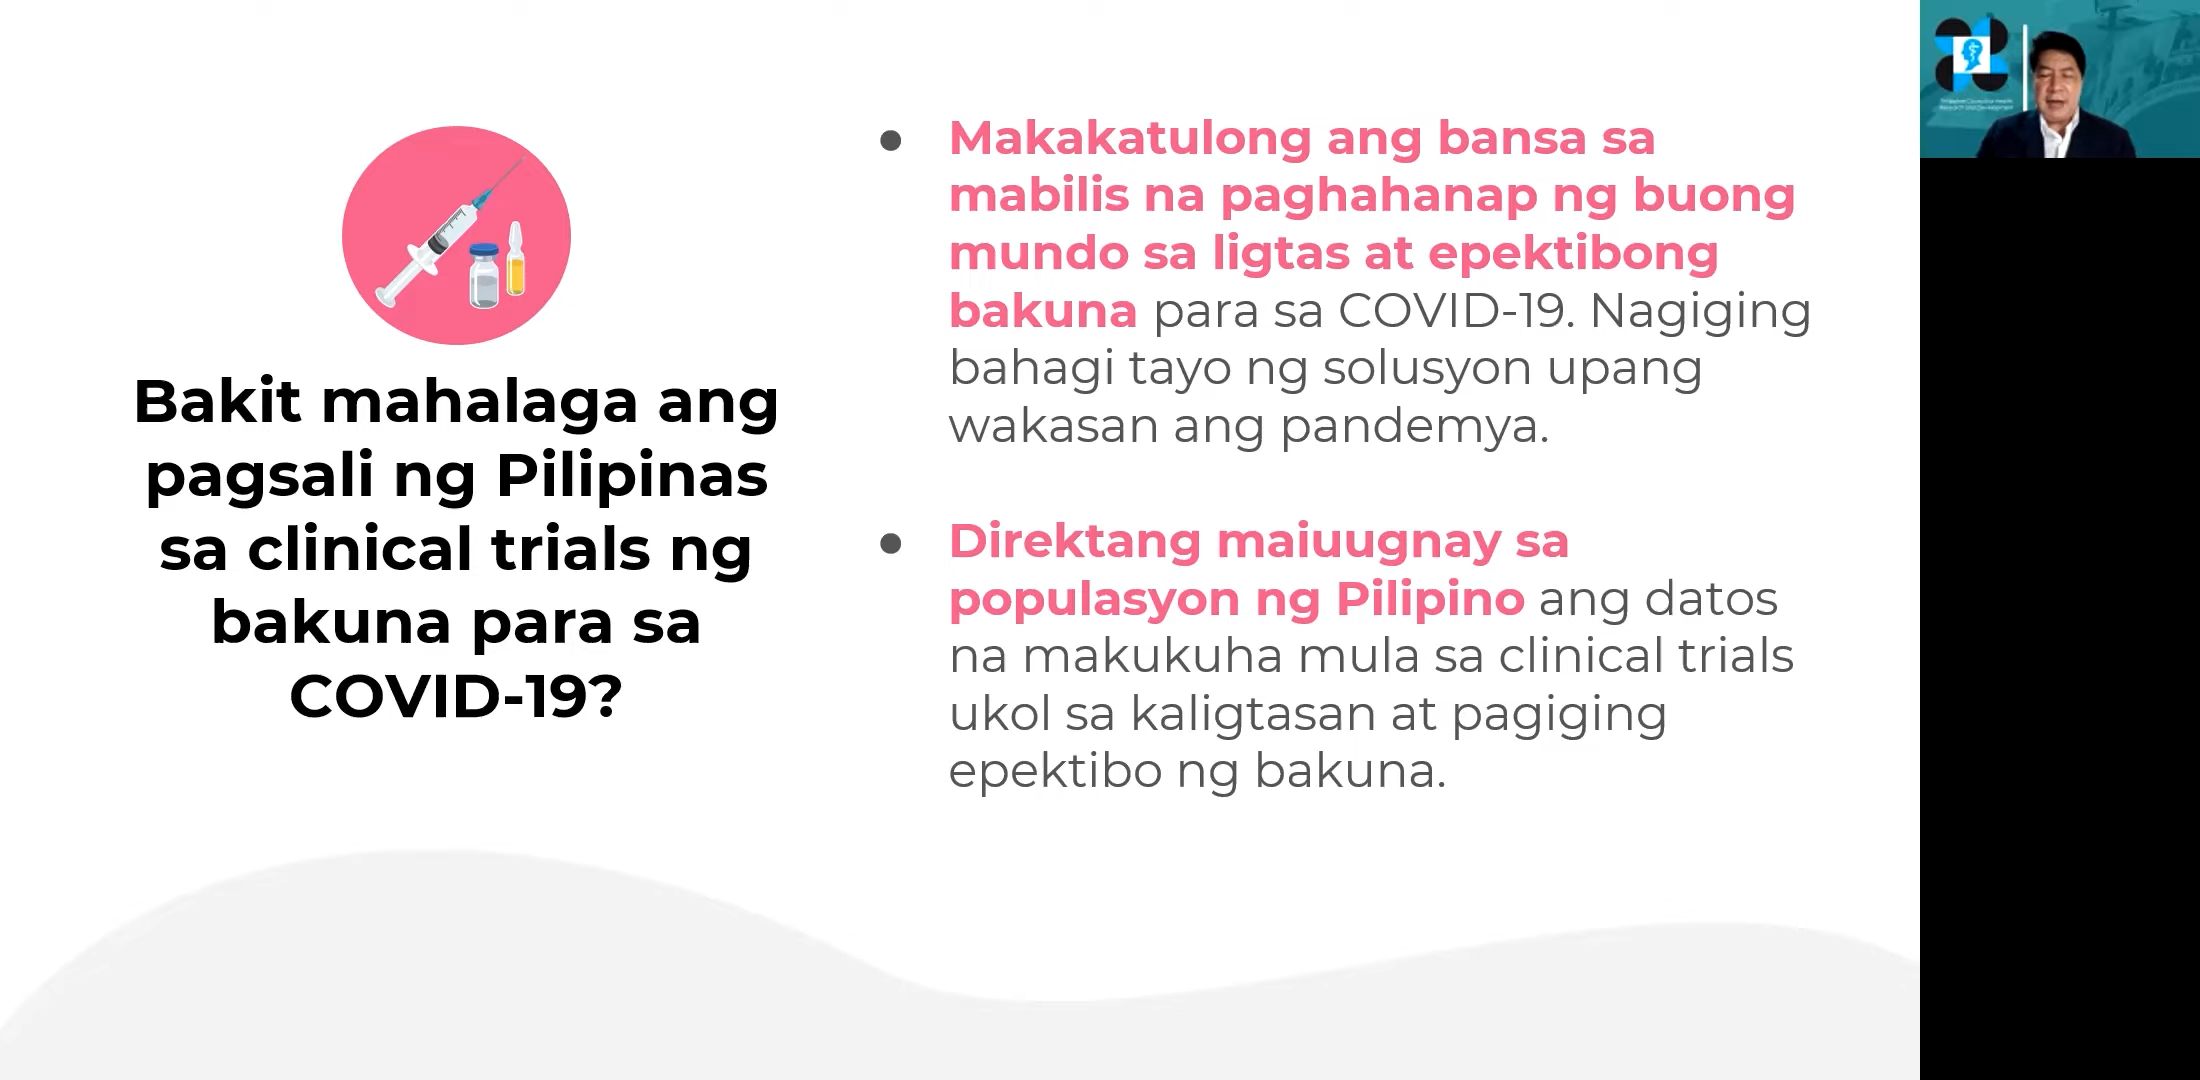 Bakit mahalaga ang
pagsali ng Pilipinas
sa clinical trials ng
bakuna para sa
COVID-19?
● Makakatulong ang bansa sa
mabilis na paghahanap ng buong
mundo sa ligtas at epektibong
bakuna para sa COVID-19. Nagiging
bahagi tayo ng solusyon upang
wakasan ang pandemya.
● Direktang maiuugnay sa
populasyon ng Pilipino ang datos
na makukuha mula sa clinical trials
ukol sa kaligtasan at pagiging
epektibo ng bakuna.